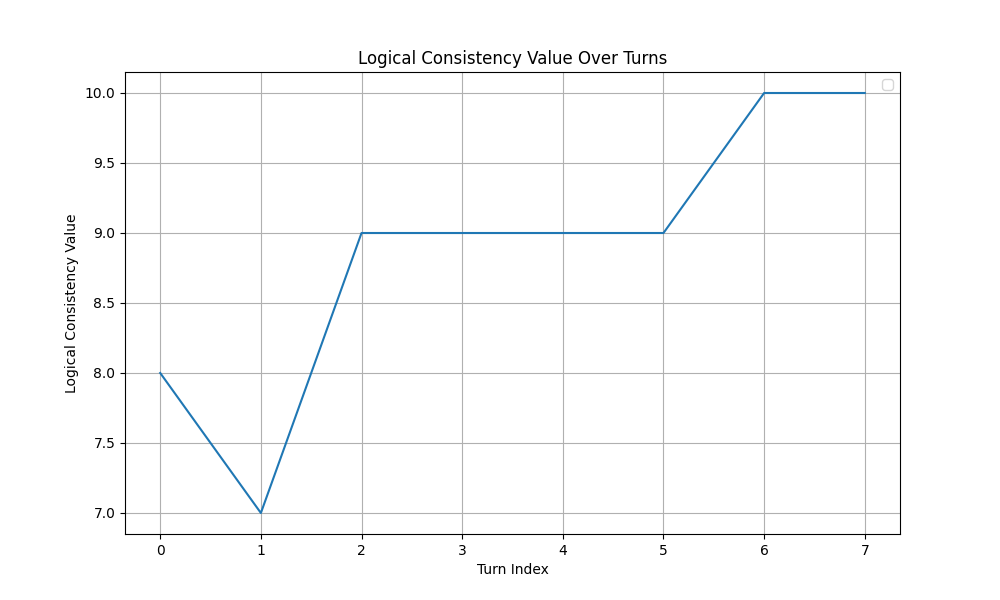 Logical Consistency Value Over Turns
10.0
9.5
9.0
8.5
8.0
7.5
7.0
Logical Consistency Value
0 1 2 3 4 5 6 7
Turn Index